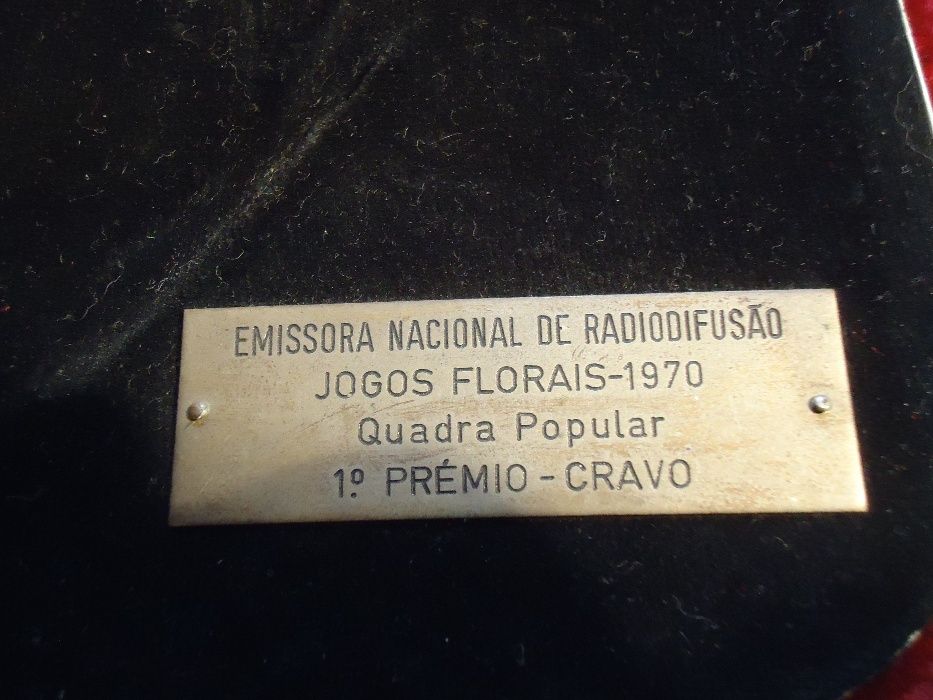 EMISSORA NACIONAL DE RADIODIFUSÃO
JOGOS FLORAIS-1970
Quadra Popular
1º. PRÉMIO - CRAVO